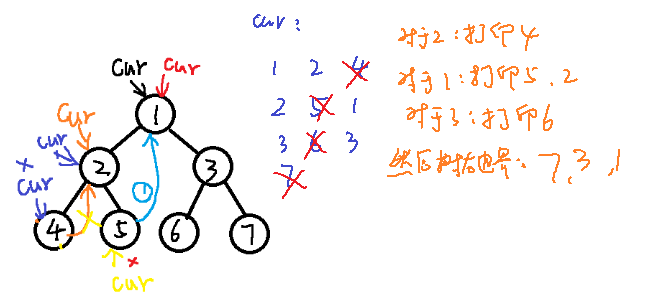 cur:
对于2:打印4
1 2 4
cur cur
对于1:打印5、2
1
2 5 1
对于3:打印6
cur
cur
3 6 3
然后打印右边界:7,3,1
x
2
3
7
cur
1
4
5
6
7
x
cur